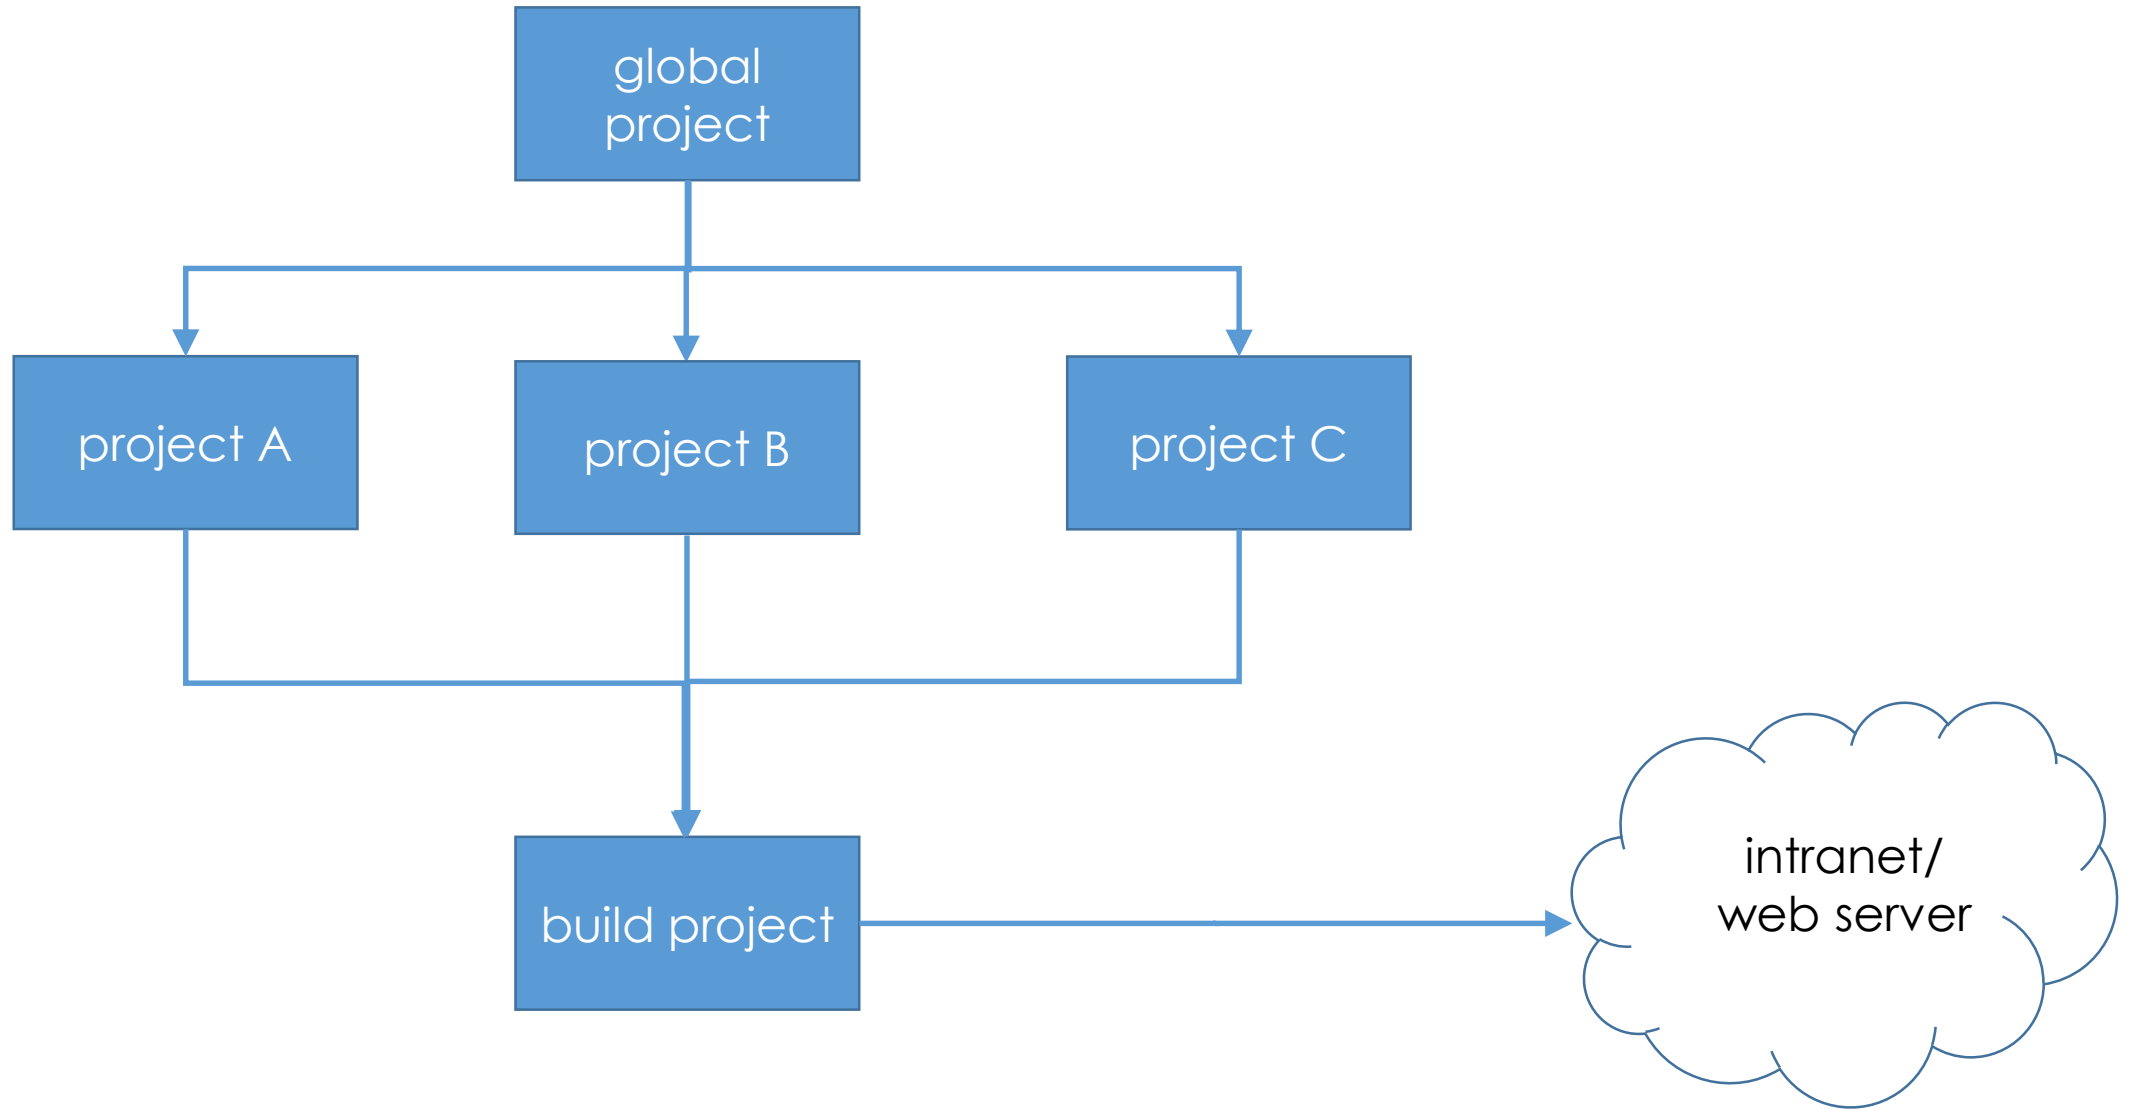 global
project
project A
project B
project C
build project
intranet/
web server